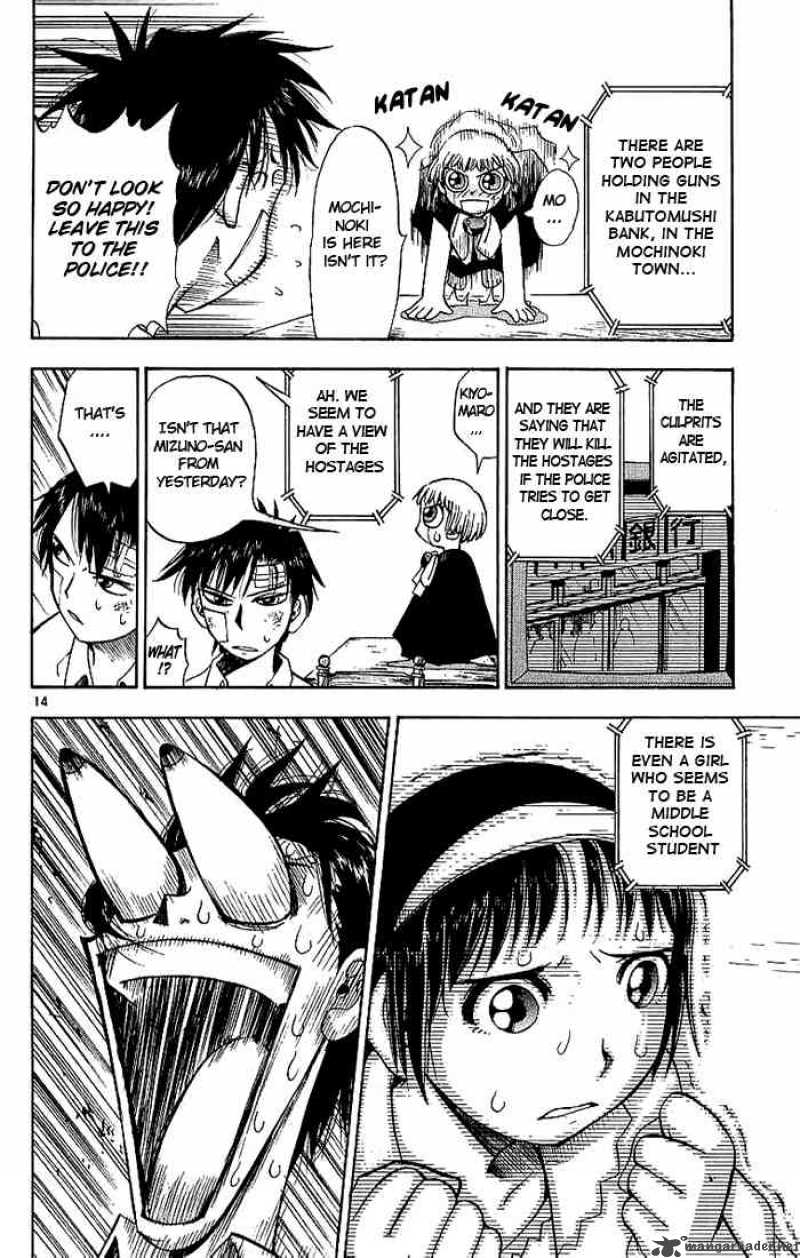 THERE ARE
TWO PEOPLE
HOLDING GUNS
IN THE
KABUTOMUSHI
BANK, IN THE
MOCHINOKI
TOWN...
KATAN
KATAN
MO
...
MOCHI-
NOKI
IS HERE
ISN'T IT?
DON'T LOOK
SO HAPPY!
LEAVE THIS
TO THE
POLICE!!
THE
CULPRITS
ARE
AGITATED,
AND THEY ARE
SAYING THAT
THEY WILL KILL
THE HOSTAGES
IF THE POLICE
TRIES TO GET
CLOSE.
銀行
KIYO-
MARO
...
AH. WE
SEEM TO
HAVE A VIEW
OF THE
HOSTAGES
ISN'T THAT
MIZUNO-SAN
FROM
YESTERDAY?
WHAT
!?
THAT'S
....
14
THERE IS
EVEN A GIRL
WHO SEEMS
TO BE A
MIDDLE
SCHOOL
STUDENT
mangareader.net